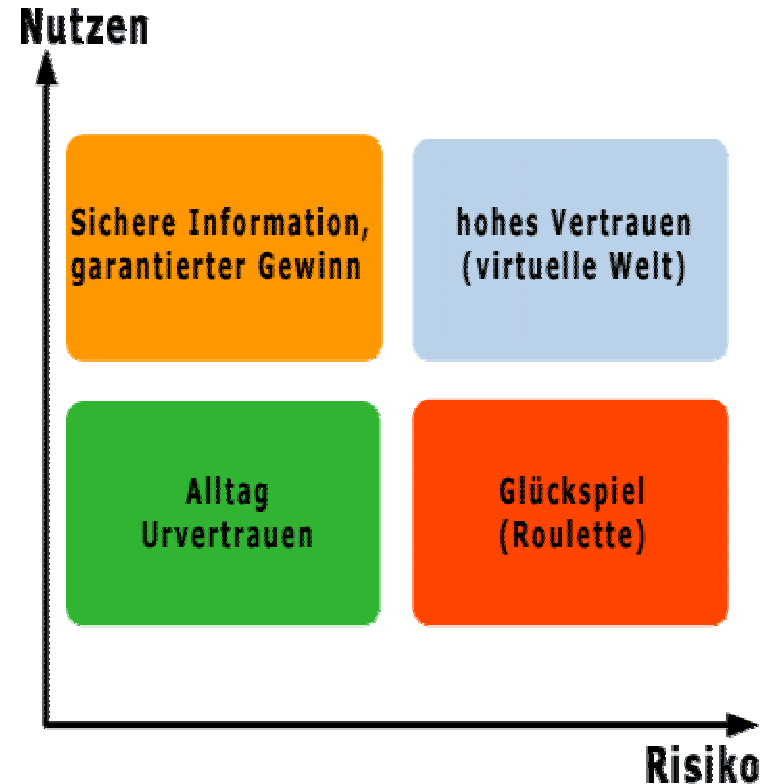 Nutzen
Sichere Information,
garantierter Gewinn
hohes Vertrauen
(virtuelle Welt)
Alltag
Urvertrauen
Glückspiel
(Roulette)
Risiko